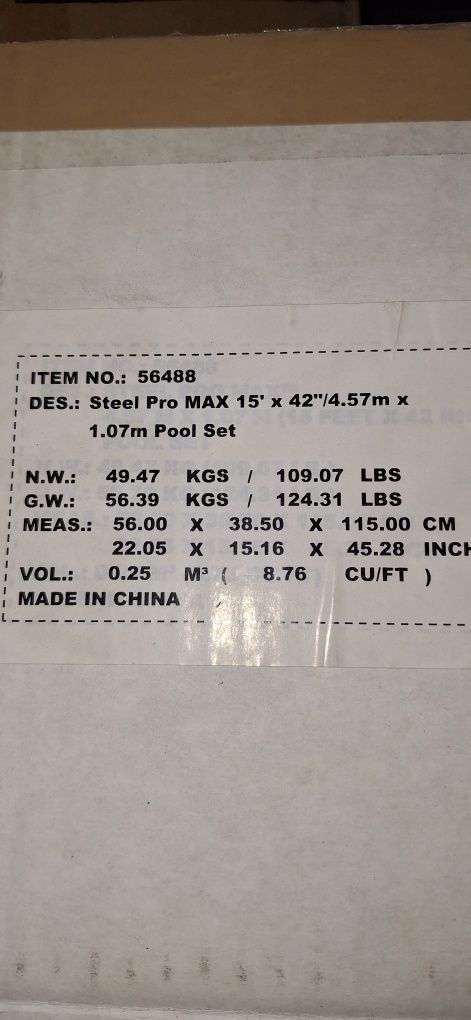 ITEM NO.: 56488
DES.: Steel Pro MAX 15' x 42"/4.57m x
1.07m Pool Set
N.W.: 49.47 KGS / 109.07 LBS
G.W.: 56.39 KGS / 124.31 LBS
MEAS.: 56.00 X 38.50 X 115.00 CM
22.05 X 15.16 X 45.28 INCH
VOL.: 0.25 M³ ( 8.76 CU/FT )
MADE IN CHINA